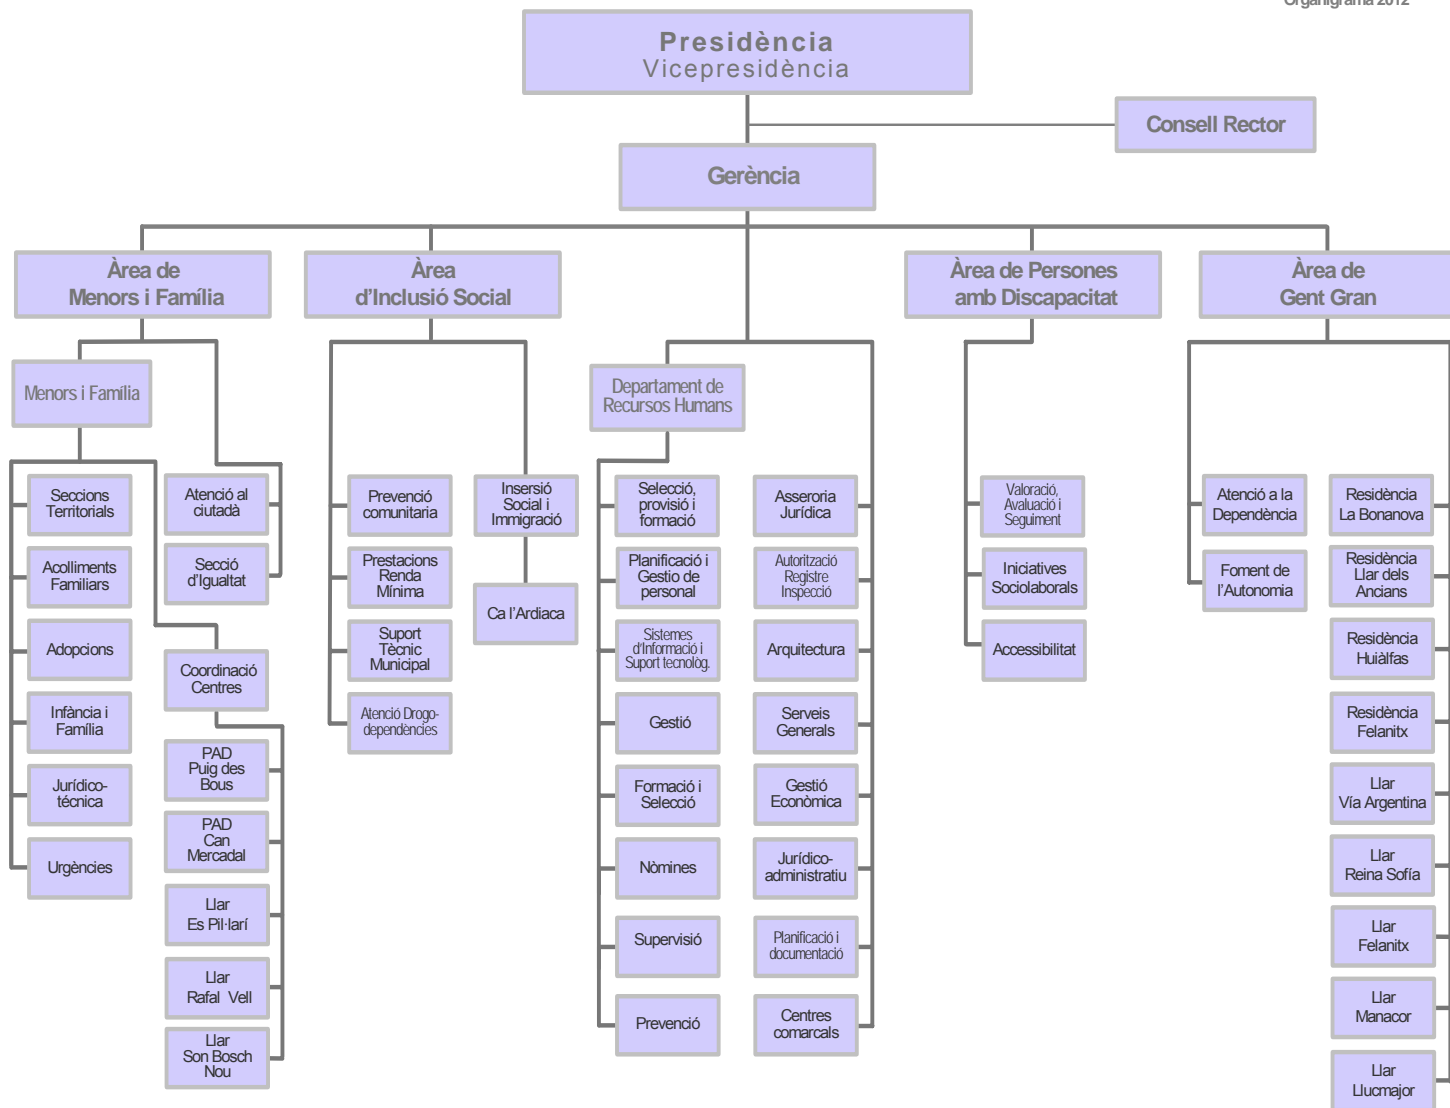 Organigrama 2012
Presidència
Vicepresidència
Consell Rector
Gerència
Àrea de
Menors i Família
Àrea
d'Inclusió Social
Àrea de Persones
amb Discapacitat
Àrea de
Gent Gran
Menors i Família
Departament de
Recursos Humans
Seccions
Territorials
Acolliments
Familiars
Adopcions
Infància i
Família
Jurídico-
técnica
Urgències
Atenció al
ciutadà
Secció
d'Igualtat
Coordinació
Centres
PAD
Puig des
Bous
PAD
Can
Mercadal
Llar
Es Pil·larí
Llar
Rafal Vell
Llar
Son Bosch
Nou
Prevenció
comunitaria
Prestacions
Renda
Mínima
Suport
Tècnic
Municipal
Atenció Drogo-
dependències
Insersió
Social i
Immigració
Ca l'Ardiaca
Selecció,
provisió i
formació
Planificació i
Gestio de
personal
Sistemes
d'Informació i
Suport tecnològ.
Gestió
Formació i
Selecció
Nòmines
Supervisió
Prevenció
Asseroria
Jurídica
Autorització
Registre
Inspecció
Arquitectura
Serveis
Generals
Gestió
Econòmica
Jurídico-
administratiu
Planificació i
documentació
Centres
comarcals
Valoració,
Avaluació i
Seguiment
Iniciatives
Sociolaborals
Accessibilitat
Atenció a la
Dependència
Foment de
l'Autonomia
Residència
La Bonanova
Residència
Llar dels
Ancians
Residència
Huiàlfas
Residència
Felanitx
Llar
Vía Argentina
Llar
Reina Sofía
Llar
Felanitx
Llar
Manacor
Llar
Llucmajor